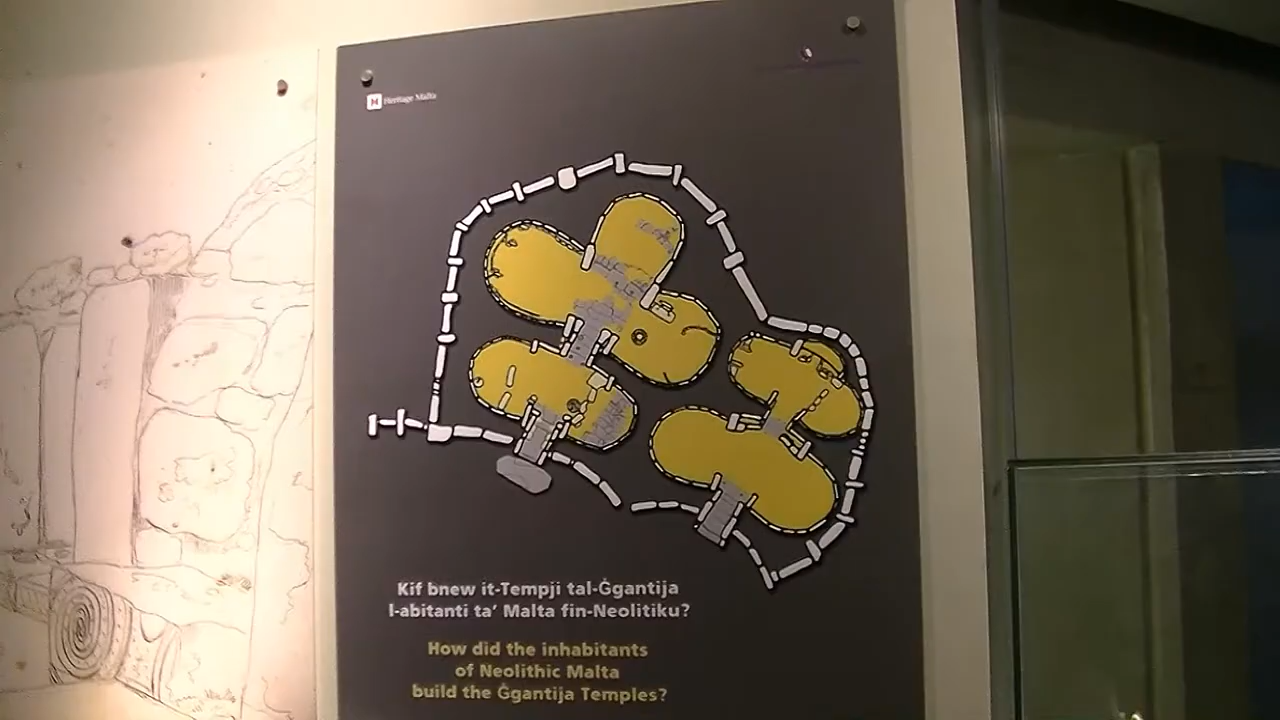 Heritage Malta
Kif bnew it-Tempji tal-Ġgantija
l-abitanti ta’ Malta fin-Neolitiku?
How did the inhabitants
of Neolithic Malta
build the Ġgantija Temples?